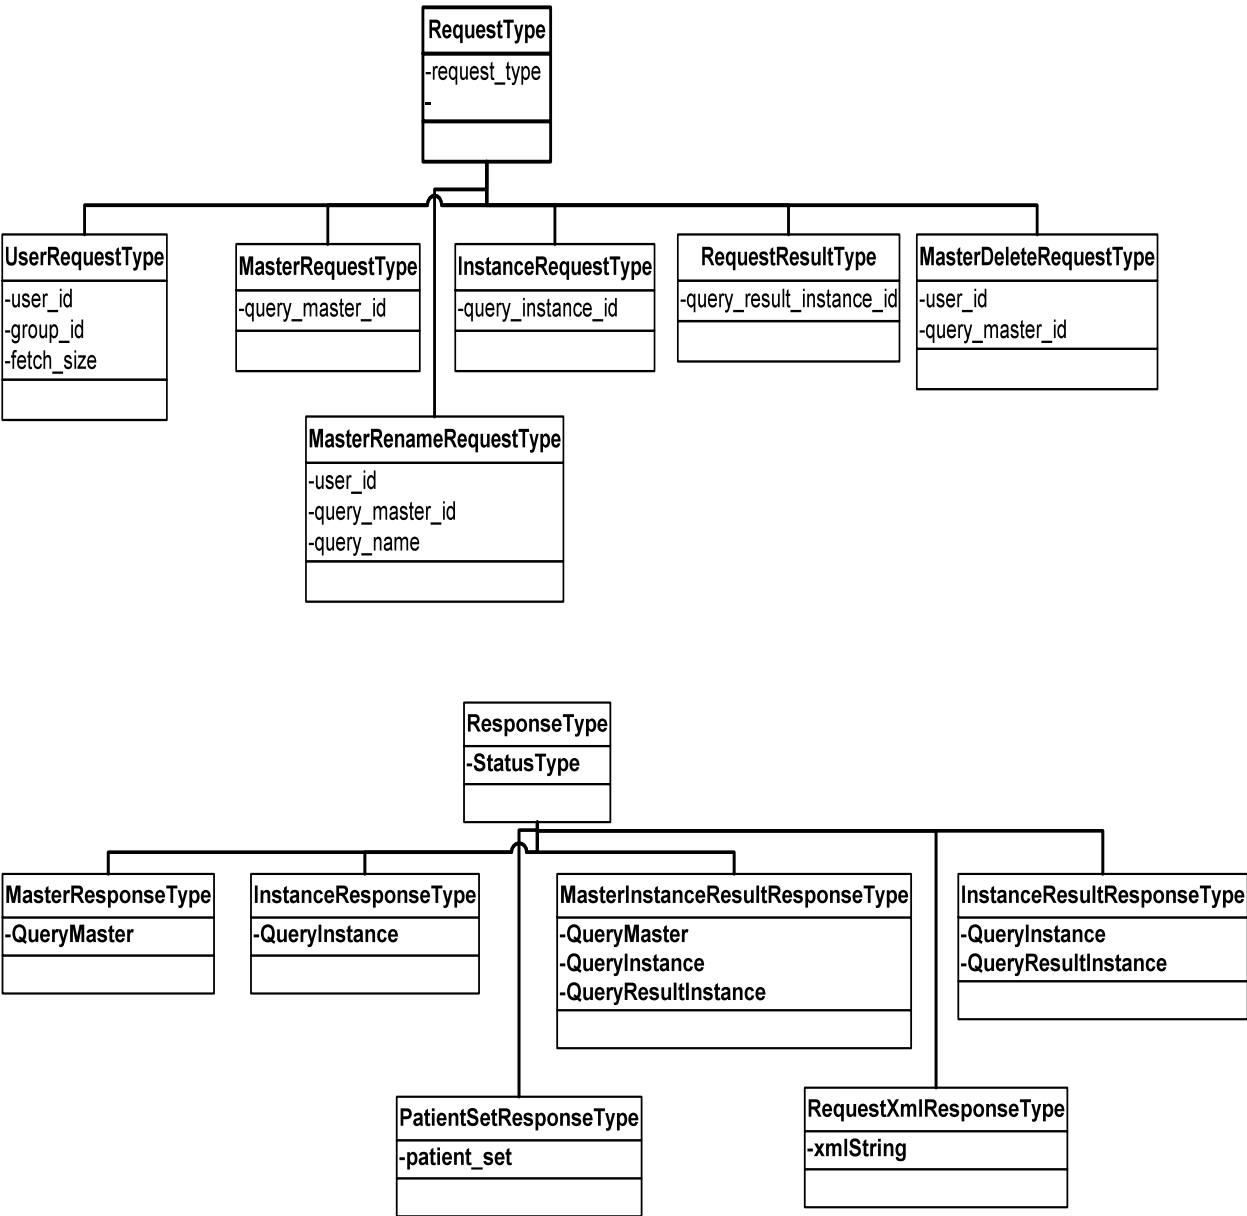 RequestType
-request_type
-
UserRequestType
-user_id
-group_id
-fetch_size
MasterRequestType
-query_master_id
InstanceRequestType
-query_instance_id
RequestResultType
-query_result_instance_id
MasterDeleteRequestType
-user_id
-query_master_id
MasterRenameRequestType
-user_id
-query_master_id
-query_name
ResponseType
-StatusType
MasterResponseType
-QueryMaster
InstanceResponseType
-QueryInstance
MasterInstanceResultResponseType
-QueryMaster
-QueryInstance
-QueryResultInstance
InstanceResultResponseType
-QueryInstance
-QueryResultInstance
PatientSetResponseType
-patient_set
RequestXmlResponseType
-xmlString